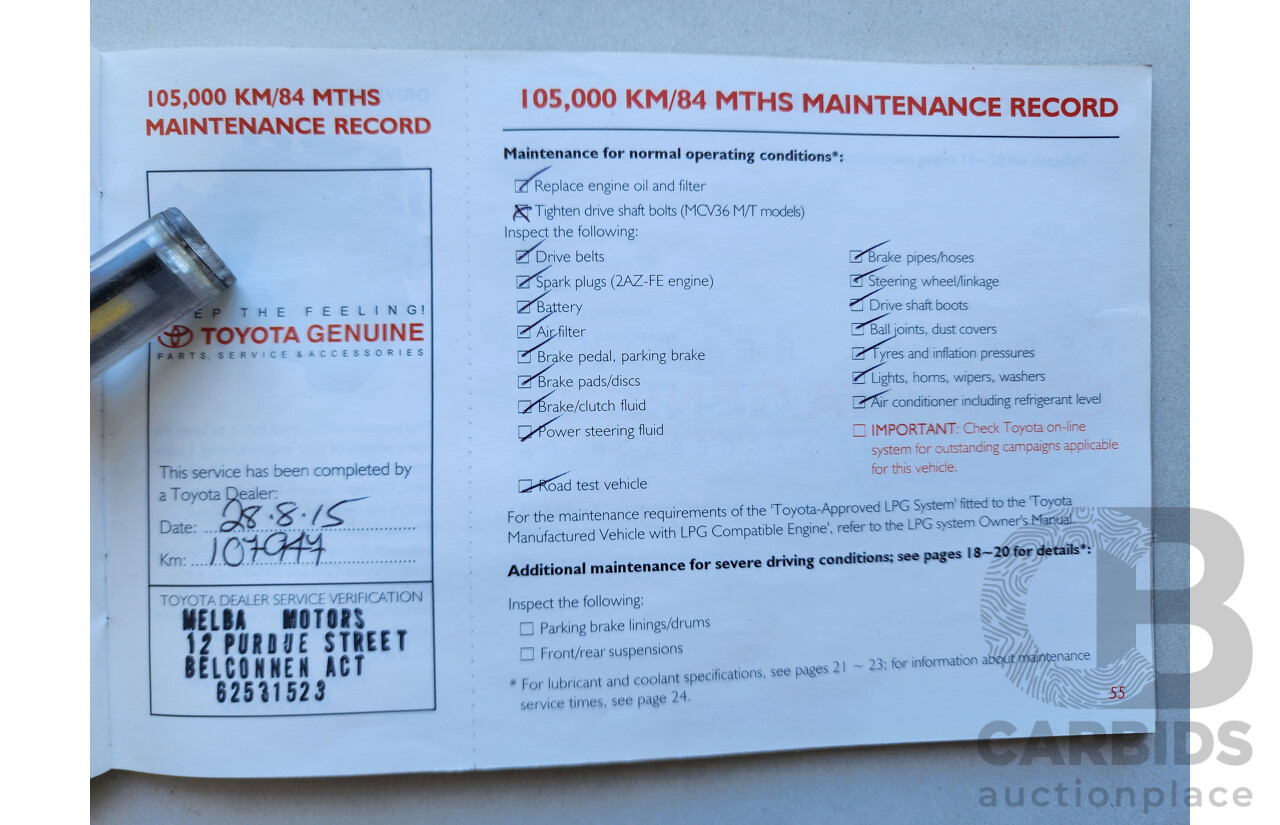 105,000 KM/84 MTHS
MAINTENANCE RECORD
EP THE FEELING!
TOYOTA GENUINE
PARTS, SERVICE & ACCESSORIES
This service has been completed by
a Toyota Dealer:
Date: 28.8.15
Km: 107947
TOYOTA DEALER SERVICE VERIFICATION
MELBA MOTORS
12 PURDUE STREET
BELCONNEN ACT
62531523
105,000 KM/84 MTHS MAINTENANCE RECORD
Maintenance for normal operating conditions*:
Replace engine oil and filter
Tighten drive shaft bolts (MCV36 M/T models)
Inspect the following:
Drive belts
Spark plugs (2AZ-FE engine)
Battery
Air filter
Brake pedal, parking brake
Brake pads/discs
Brake/clutch fluid
Power steering fluid
Road test vehicle
Brake pipes/hoses
Steering wheel/linkage
Drive shaft boots
Ball joints, dust covers
Tyres and inflation pressures
Lights, horns, wipers, washers
Air conditioner including refrigerant level
IMPORTANT: Check Toyota on-line
system for outstanding campaigns applicable
for this vehicle.
For the maintenance requirements of the 'Toyota-Approved LPG System' fitted to the 'Toyota
Manufactured Vehicle with LPG Compatible Engine', refer to the LPG system Owner's Manual.
Additional maintenance for severe driving conditions; see pages 18~20 for details*:
Inspect the following:
Parking brake linings/drums
Front/rear suspensions
* For lubricant and coolant specifications, see pages 21 ~ 23; for information about maintenance
service times, see page 24.
55
CB
CARBIDS
auctionplace